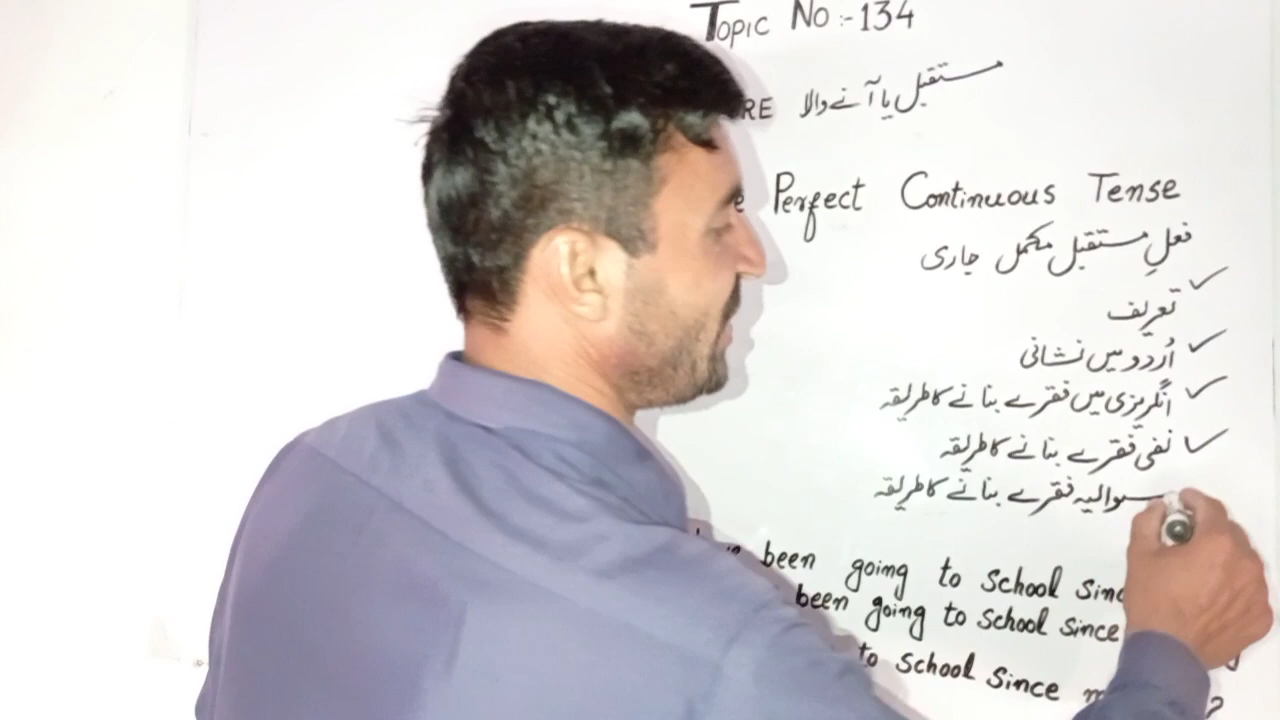 Topic No:-134
RE مستقبل یا آنے والا
Perfect Continuous Tense
فعلِ مستقبل مکمل جاری
تعریف ✓
اُردو میں نشانی ✓
انگریزی میں فقرے بنانے کا طریقہ ✓
نفی فقرے بنانے کا طریقہ ✓
سوالیہ فقرے بنانے کا طریقہ
been going to school sinc
been going to school since
to school since m ?